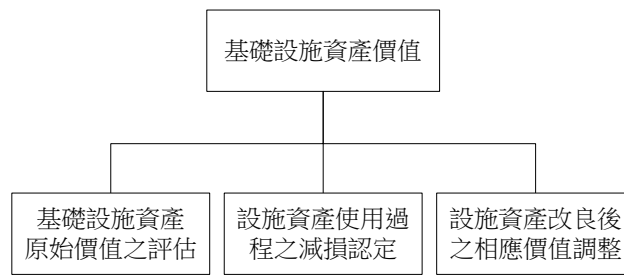 基礎設施資產價值
基礎設施資產
原始價值之評估
設施資產使用過
程之減損認定
設施資產改良後
之相應價值調整